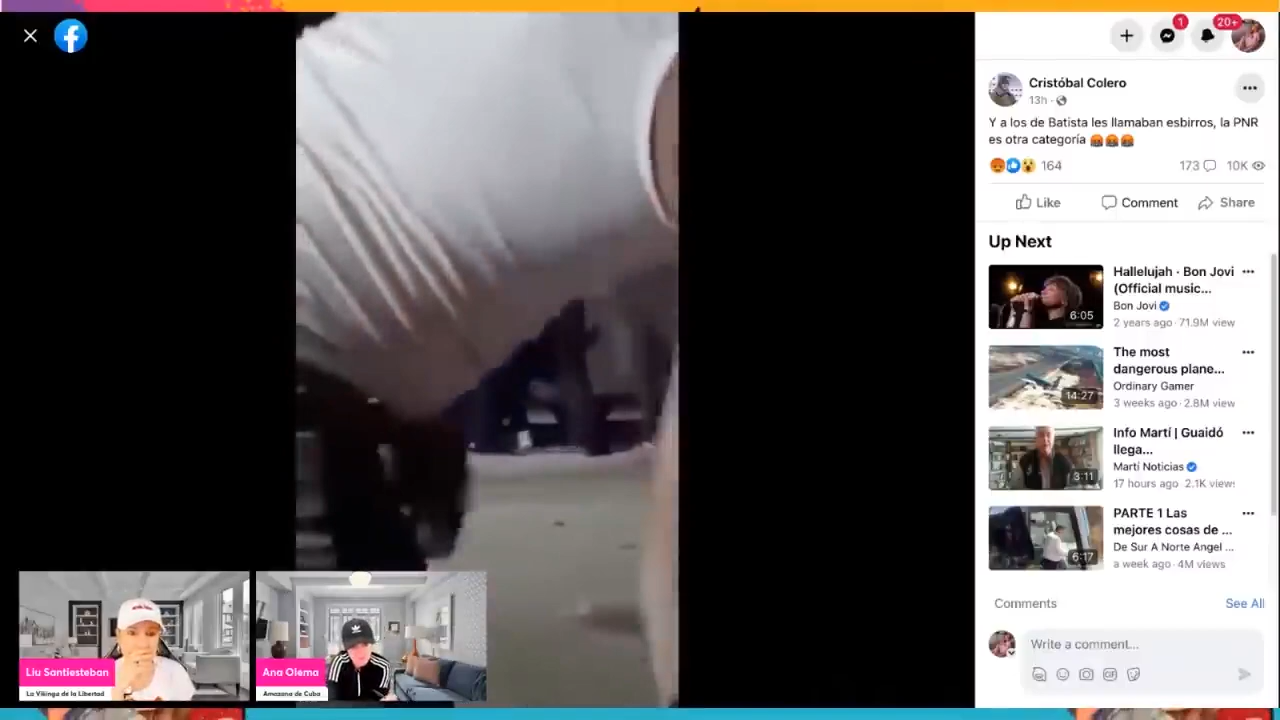 1
20+
Cristóbal Colero
13h
Y a los de Batista les llamaban esbirros, la PNR
es otra categoría
164
173
10K
Like
Comment
Share
Up Next
6:05
Hallelujah · Bon Jovi
(Official music...
Bon Jovi
2 years ago · 71.9M view
14:27
The most
dangerous plane...
Ordinary Gamer
3 weeks ago · 2.8M view
3:11
Info Martí | Guaidó
llega...
Martí Noticias
17 hours ago · 2.1K views
6:17
PARTE 1 Las
mejores cosas de ...
De Sur A Norte Angel ...
a week ago · 4M views
Comments
See All
Write a comment...
GIF
Liu Santiesteban
La Vikinga de la Libertad
Ana Olema
Amazona de Cuba